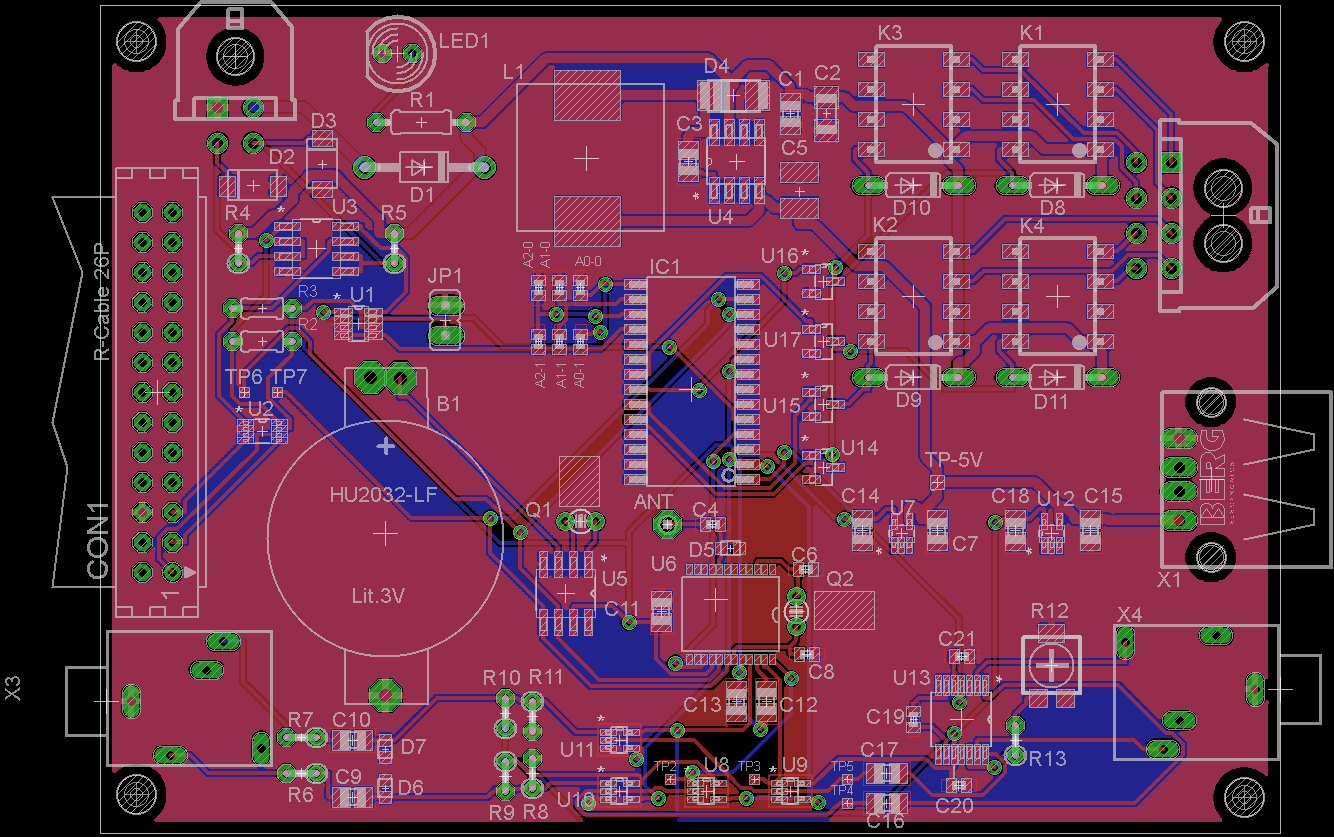 LED1
K3
K1
L1
D4
C1
C2
R1
D3
C3
D2
C5
D1
R4
U3
R5
U4
D10
D8
K2
K4
R-Cable 26P
A2-0
A1-0
A0-0
U16
*
IC1
JP1
R3
*
U1
*
R2
*
U17
TP6
TP7
A2-1
A1-1
A0-1
D9
D11
*
U2
B1
+
*
U15
BERG
*
U14
HU2032-LF
TP-5V
ANT
Q1
C4
C14
U7
C7
C18
U12
C15
*
*
CON1
D5
C6
U6
*
U5
Q2
X1
1
Lit.3V
C11
R12
X4
C21
C8
U13
*
X3
R10
R11
C13
C12
C19
R7
C10
D7
*
U11
C17
R13
TP2
U8
TP3
U9
TP5
*
*
*
R6
C9
D6
U10
TP4
C20
R9
R8
C16